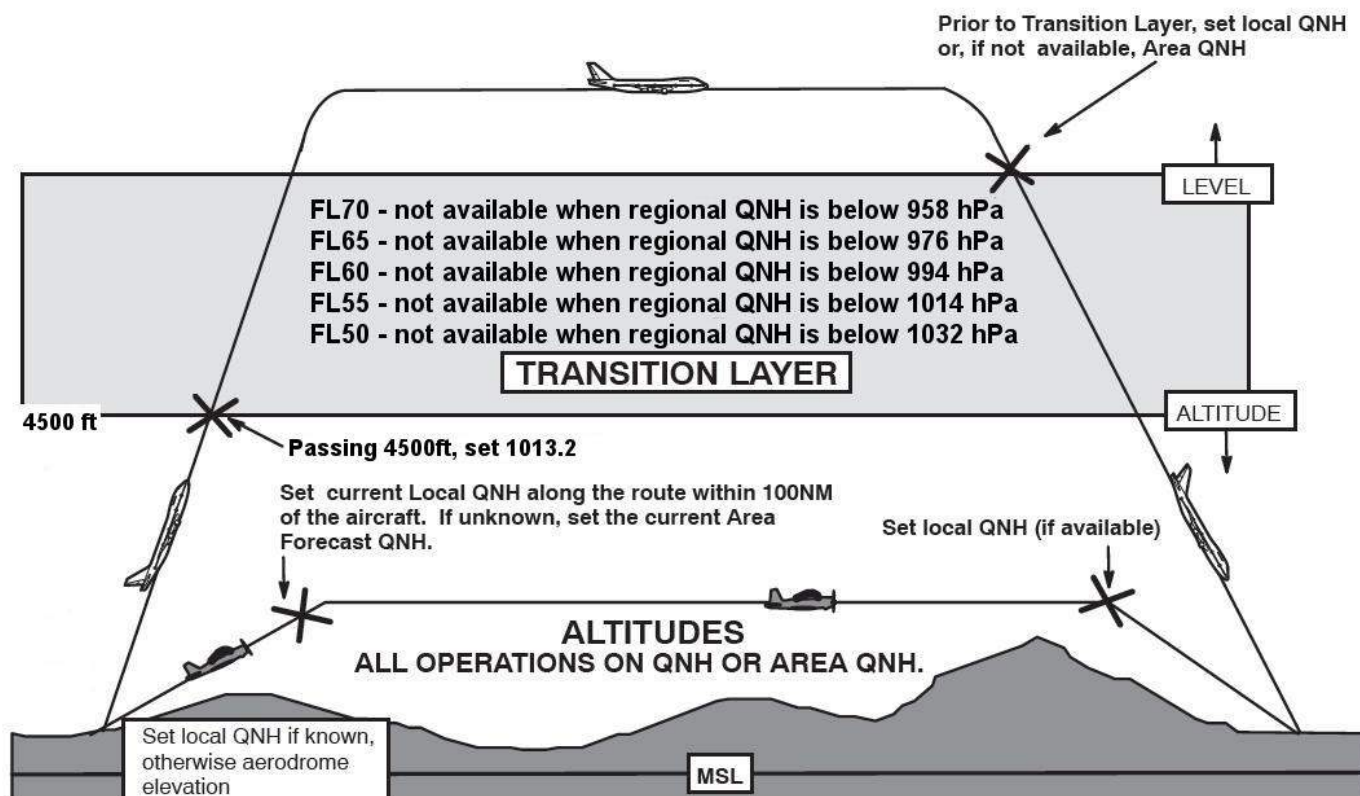 Prior to Transition Layer, set local QNH
or, if not available, Area QNH
LEVEL
FL70 - not available when regional QNH is below 958 hPa
FL65 - not available when regional QNH is below 976 hPa
FL60 - not available when regional QNH is below 994 hPa
FL55 - not available when regional QNH is below 1014 hPa
FL50 - not available when regional QNH is below 1032 hPa
TRANSITION LAYER
4500 ft
ALTITUDE
Passing 4500ft, set 1013.2
Set current Local QNH along the route within 100NM
of the aircraft. If unknown, set the current Area
Forecast QNH.
Set local QNH (if available)
ALTITUDES
ALL OPERATIONS ON QNH OR AREA QNH.
Set local QNH if known,
otherwise aerodrome
elevation
MSL